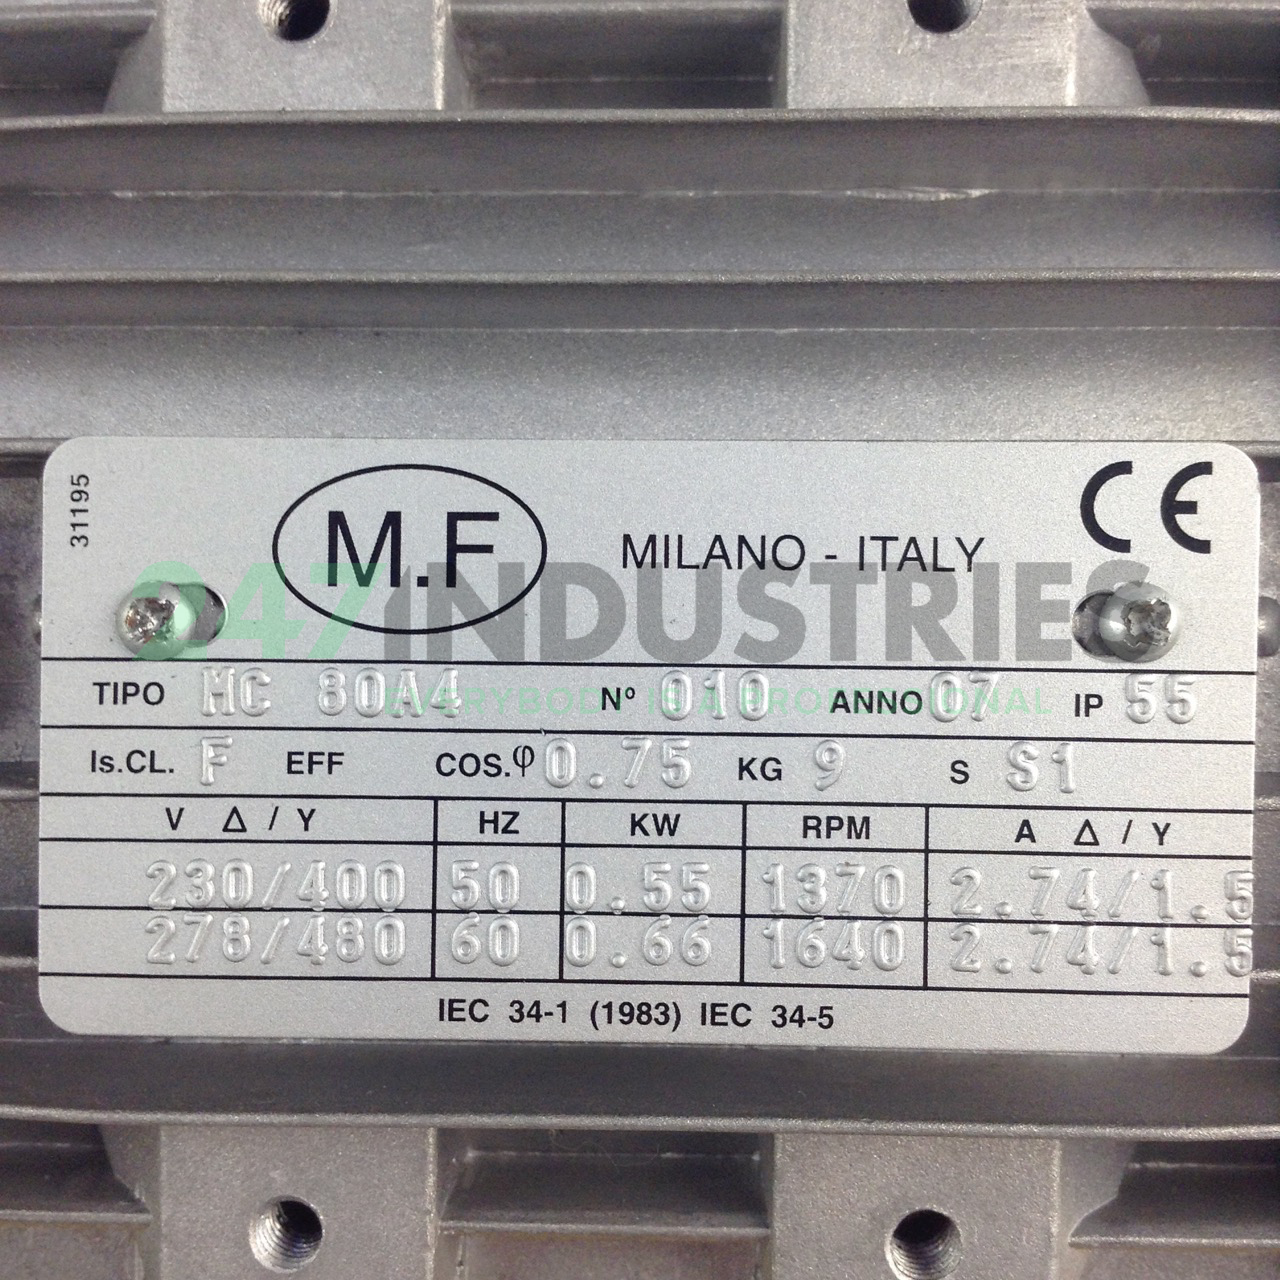 31195
M.F
MILANO - ITALY
CE
247INDUSTRIES
EVERYBODY IS A PROFESSIONAL
TIPO MC 80A4 Nº 010 ANNO 07 IP 55
Is.CL. F EFF COS.φ 0.75 KG 9 S S1
V Δ / Y HZ KW RPM A Δ / Y
230/400 50 0.55 1370 2.74/1.5
278/480 60 0.66 1640 2.74/1.5
IEC 34-1 (1983) IEC 34-5